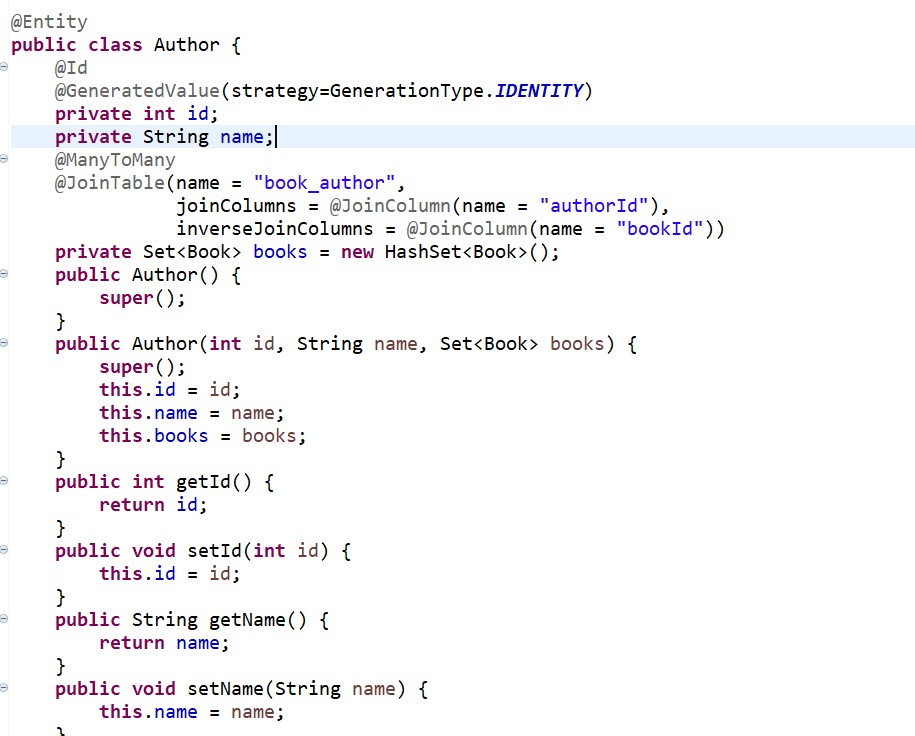 @Entity
public class Author {
    @Id
    @GeneratedValue(strategy=GenerationType.IDENTITY)
    private int id;
    private String name;
    @ManyToMany
    @JoinTable(name = "book_author",
               joinColumns = @JoinColumn(name = "authorId"),
               inverseJoinColumns = @JoinColumn(name = "bookId"))
    private Set<Book> books = new HashSet<Book>();
    public Author() {
        super();
    }
    public Author(int id, String name, Set<Book> books) {
        super();
        this.id = id;
        this.name = name;
        this.books = books;
    }
    public int getId() {
        return id;
    }
    public void setId(int id) {
        this.id = id;
    }
    public String getName() {
        return name;
    }
    public void setName(String name) {
        this.name = name;
    }